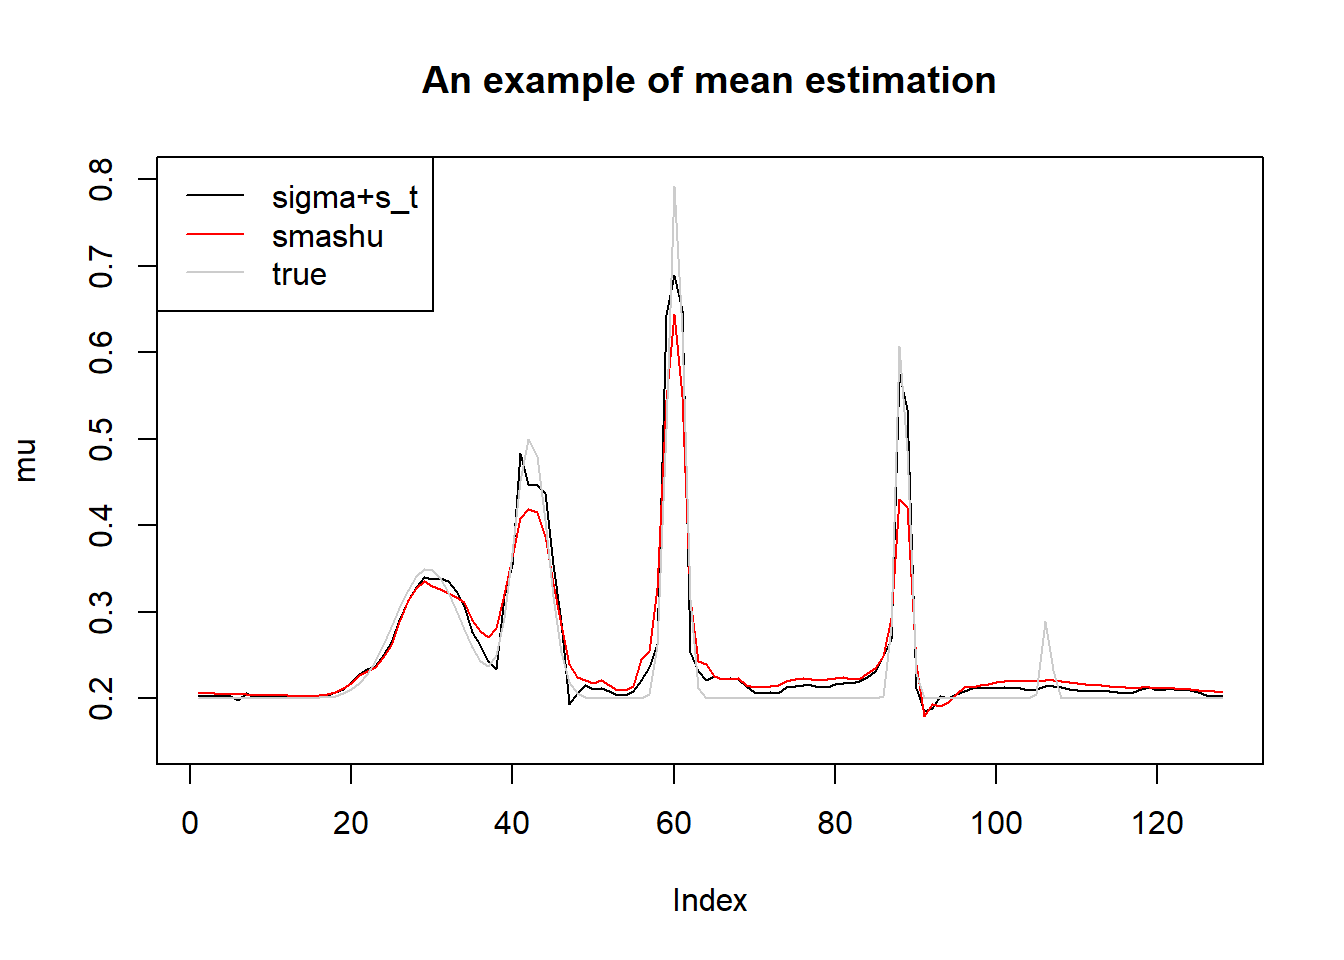 An example of mean estimation
sigma+s_t
smashu
true
mu
0.8
0.7
0.6
0.5
0.4
0.3
0.2
0 20 40 60 80 100 120
Index